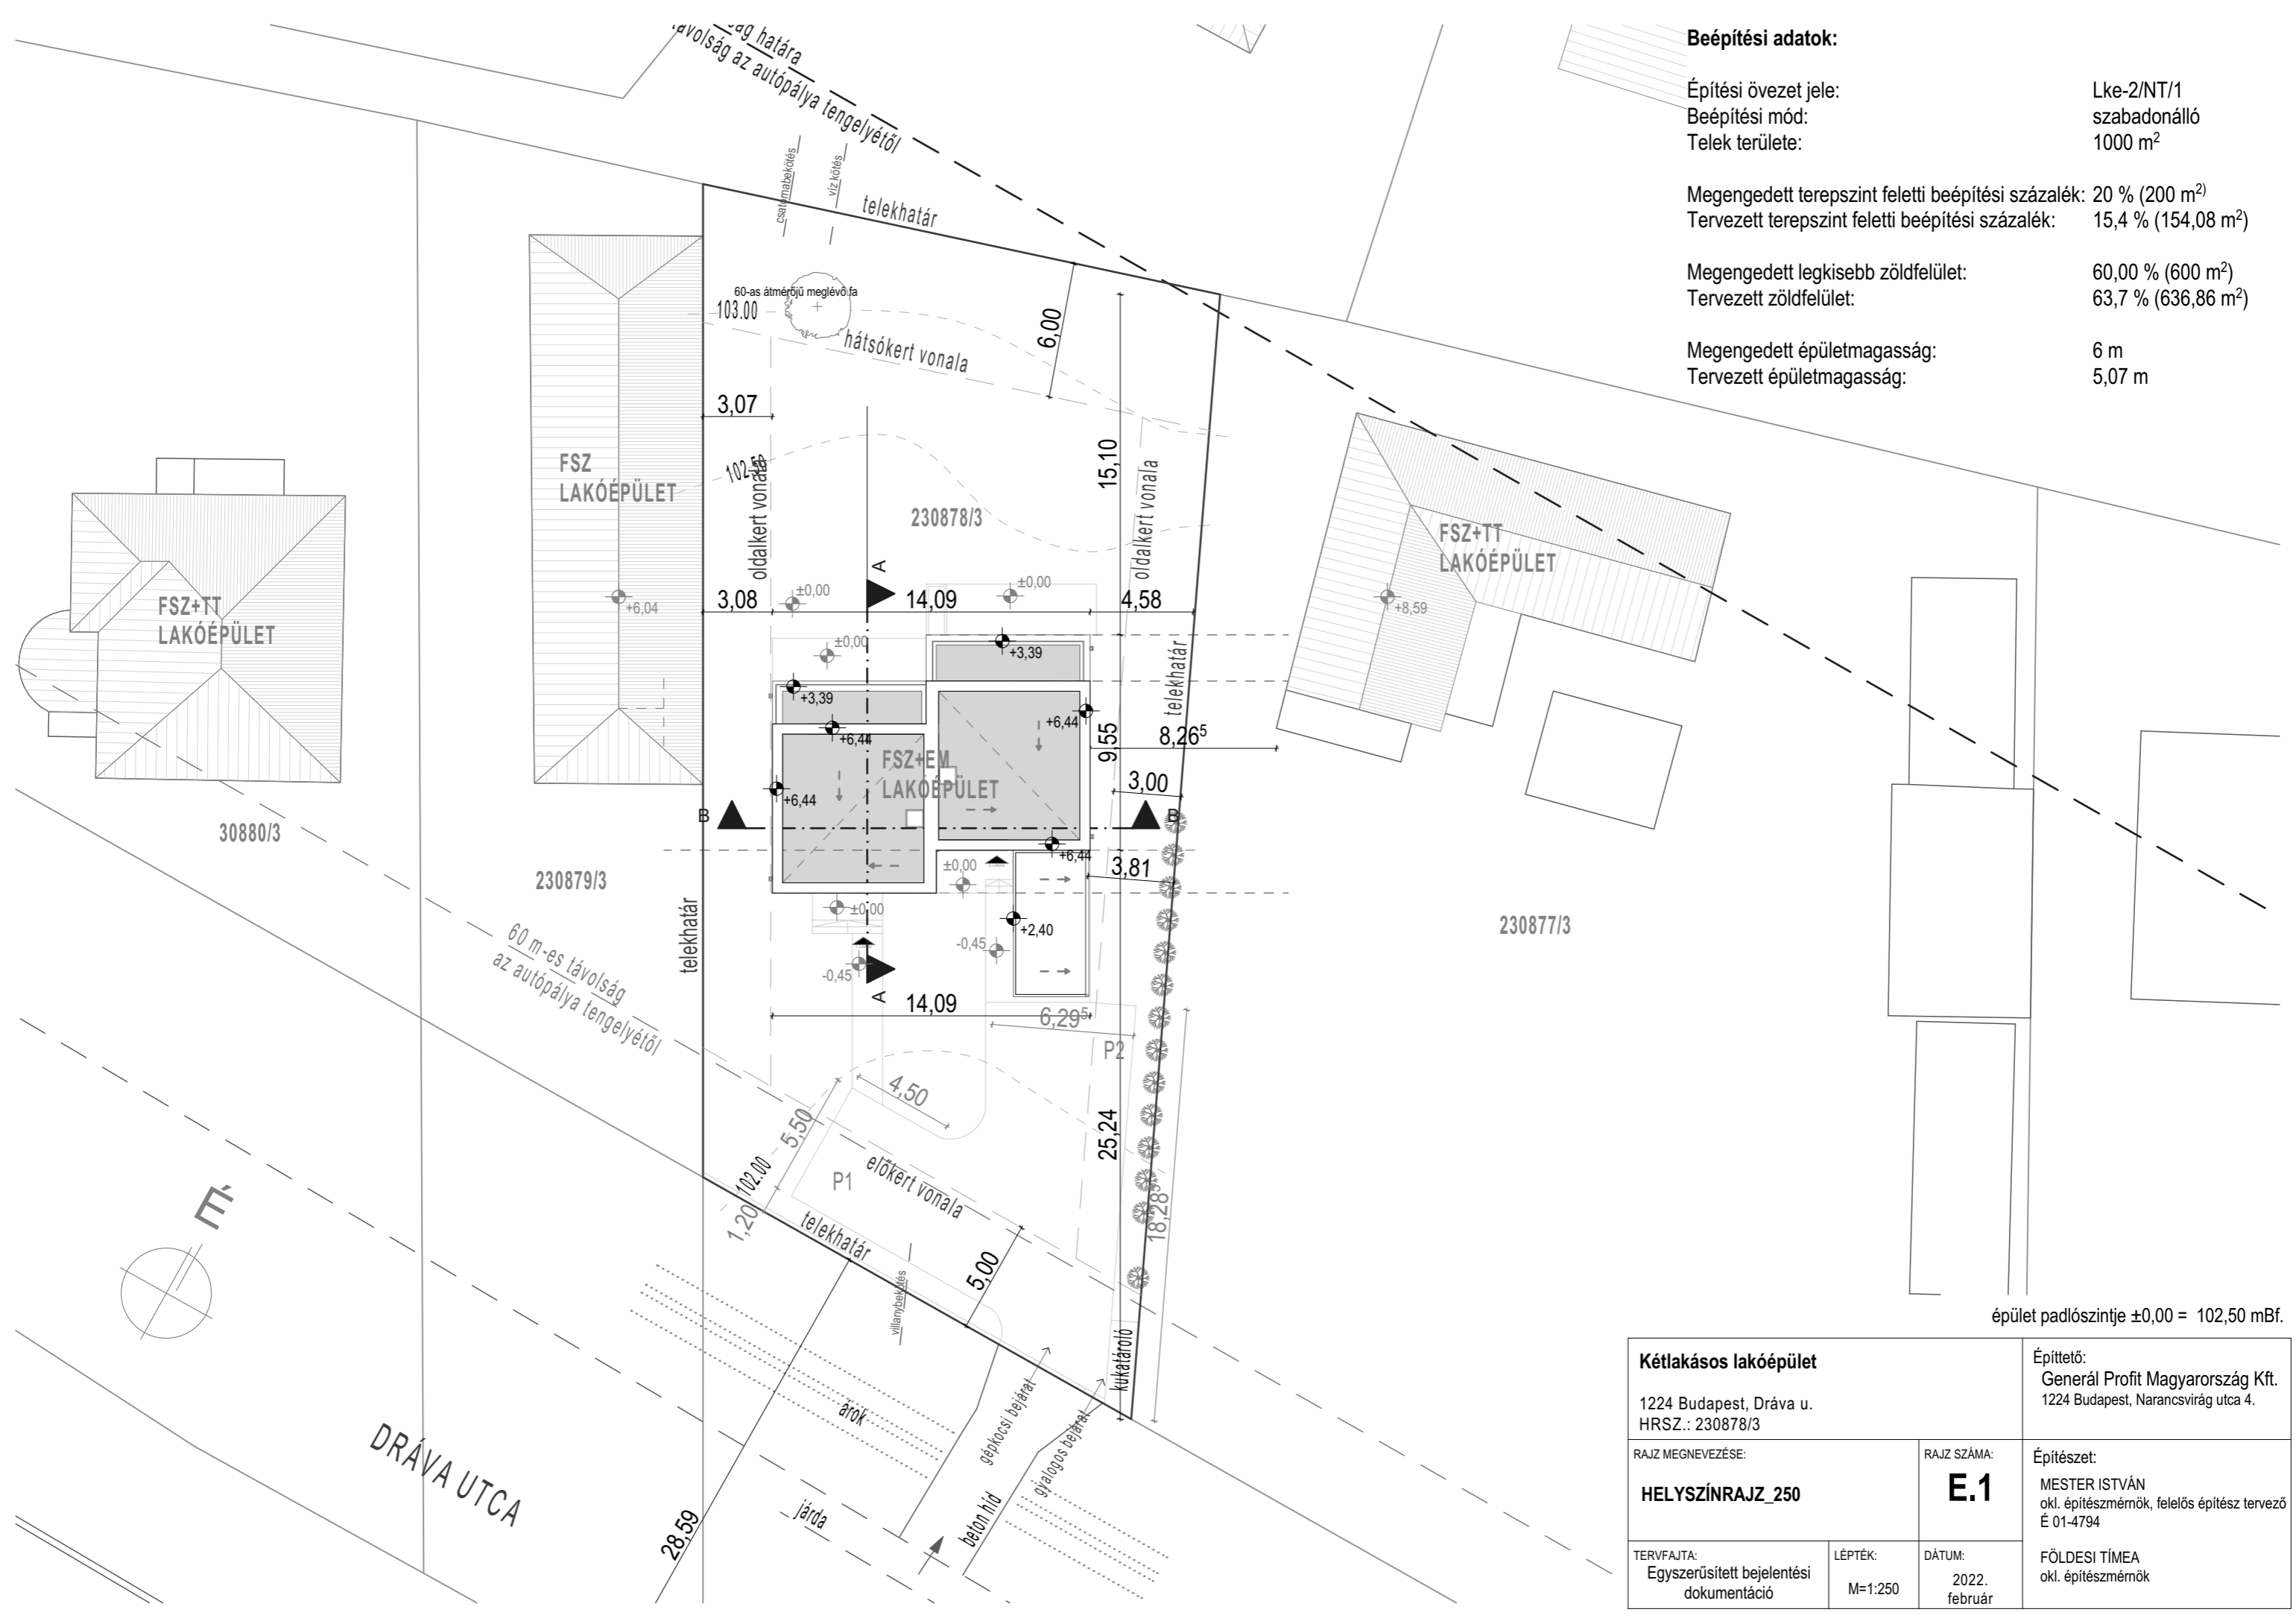 ság határa
távolság az autópálya tengelyétől
csatornabekötés
víz kötés
telekhatár
60-as átmérőjű meglévő fa
103.00
hátsókert vonala
6,00
3,07
102.50
oldalkert vonala
15,10
oldalkert vonala
230878/3
FSZ
LAKÓÉPÜLET
+6,04
FSZ+TT
LAKÓÉPÜLET
FSZ+TT
LAKÓÉPÜLET
+8,59
A
±0,00
±0,00
3,08
14,09
4,58
±0,00
+3,39
+3,39
telekhatár
+6,44
+6,44
9,55
8,26⁵
FSZ+EM
LAKÓÉPÜLET
3,00
+6,44
B
B
30880/3
+6,44
±0,00
3,81
230879/3
±0,00
230877/3
+2,40
-0,45
-0,45
telekhatár
A
60 m-es távolság
az autópálya tengelyétől
14,09
6,29⁵
P2
4,50
5,50
25,24
102.00
P1
előkert vonala
1,20
telekhatár
18,28⁵
5,00
villanybekötés
kukatároló
É
árok
gépkocsi bejárat
gyalogos bejárat
DRÁVA UTCA
járda
beton híd
28,59
Beépítési adatok:
Építési övezet jele: Lke-2/NT/1
Beépítési mód: szabadonálló
Telek területe: 1000 m²
Megengedett terepszint feletti beépítési százalék: 20 % (200 m²⁾
Tervezett terepszint feletti beépítési százalék: 15,4 % (154,08 m²)
Megengedett legkisebb zöldfelület: 60,00 % (600 m²)
Tervezett zöldfelület: 63,7 % (636,86 m²)
Megengedett épületmagasság: 6 m
Tervezett épületmagasság: 5,07 m
épület padlószintje ±0,00 = 102,50 mBf.
Kétlakásos lakóépület
1224 Budapest, Dráva u.
HRSZ.: 230878/3
Építtető:
Generál Profit Magyarország Kft.
1224 Budapest, Narancsvirág utca 4.
RAJZ MEGNEVEZÉSE:
HELYSZÍNRAJZ_250
RAJZ SZÁMA:
E.1
Építészet:
MESTER ISTVÁN
okl. építészmérnök, felelős építész tervező
É 01-4794
FÖLDESI TÍMEA
okl. építészmérnök
TERVFAJTA:
Egyszerűsített bejelentési
dokumentáció
LÉPTÉK:
M=1:250
DÁTUM:
2022.
február